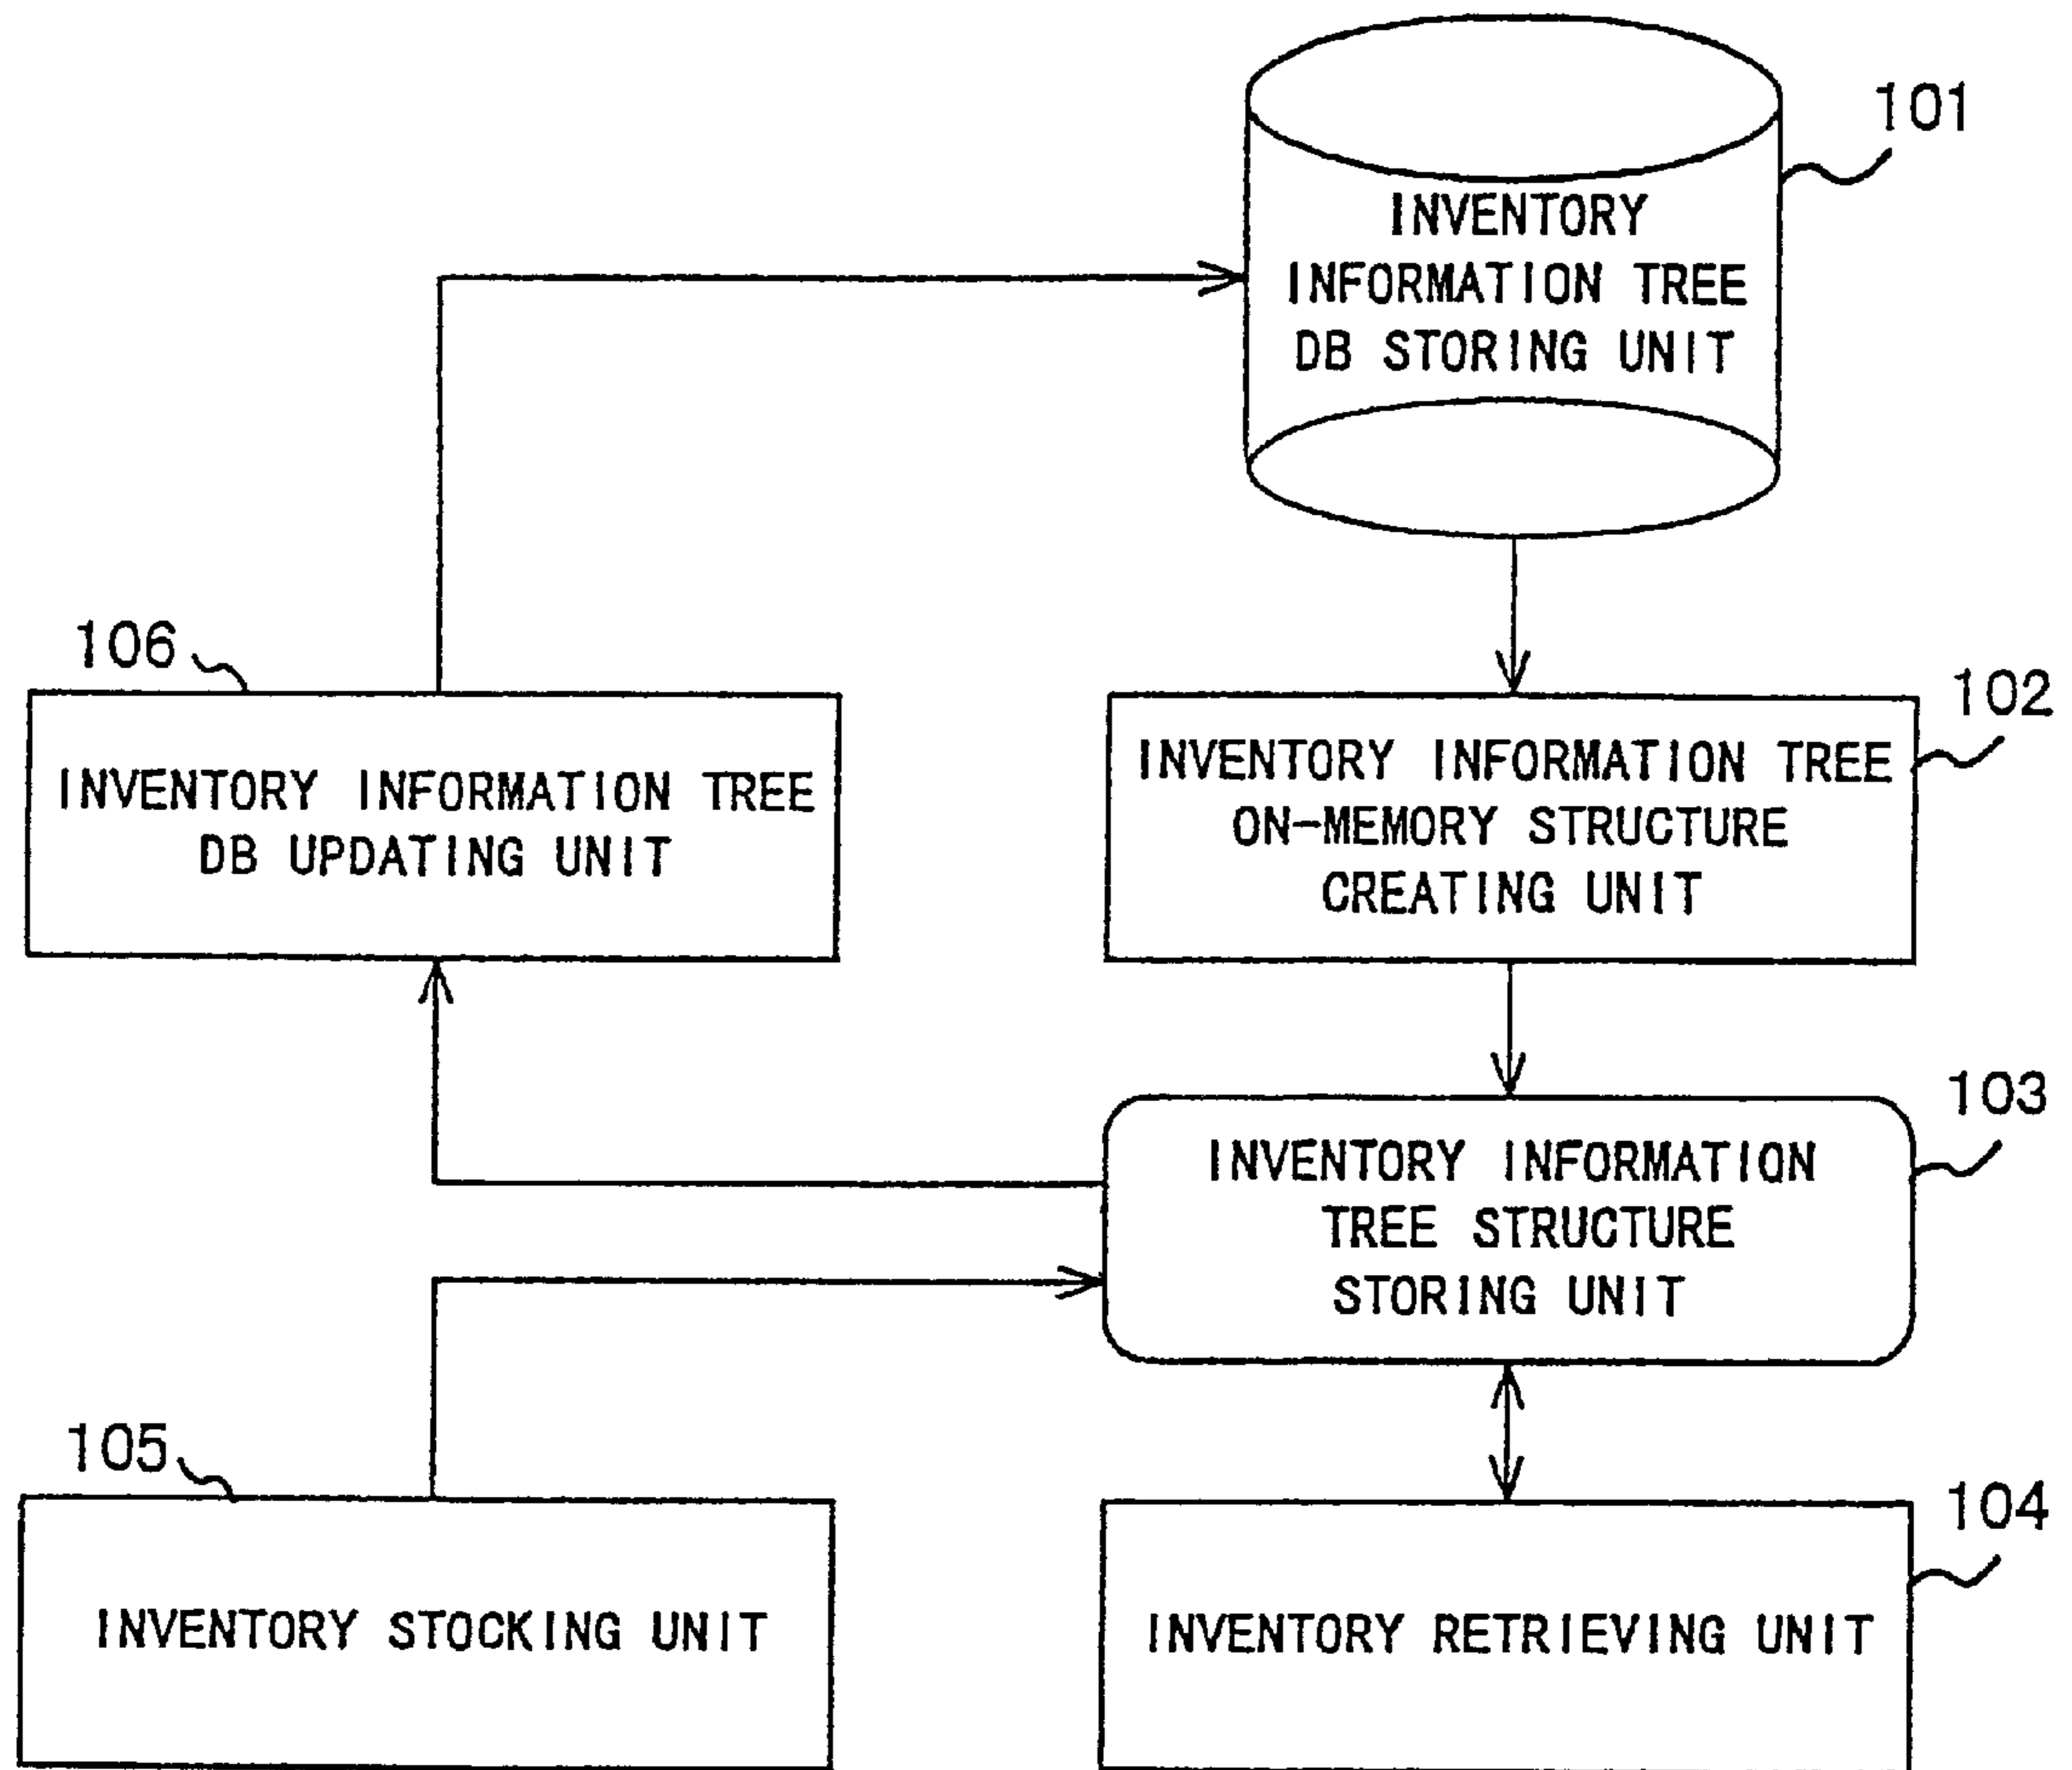 101
INVENTORY
INFORMATION TREE
DB STORING UNIT
106
INVENTORY INFORMATION TREE
DB UPDATING UNIT
102
INVENTORY INFORMATION TREE
ON-MEMORY STRUCTURE
CREATING UNIT
103
INVENTORY INFORMATION
TREE STRUCTURE
STORING UNIT
105
INVENTORY STOCKING UNIT
104
INVENTORY RETRIEVING UNIT